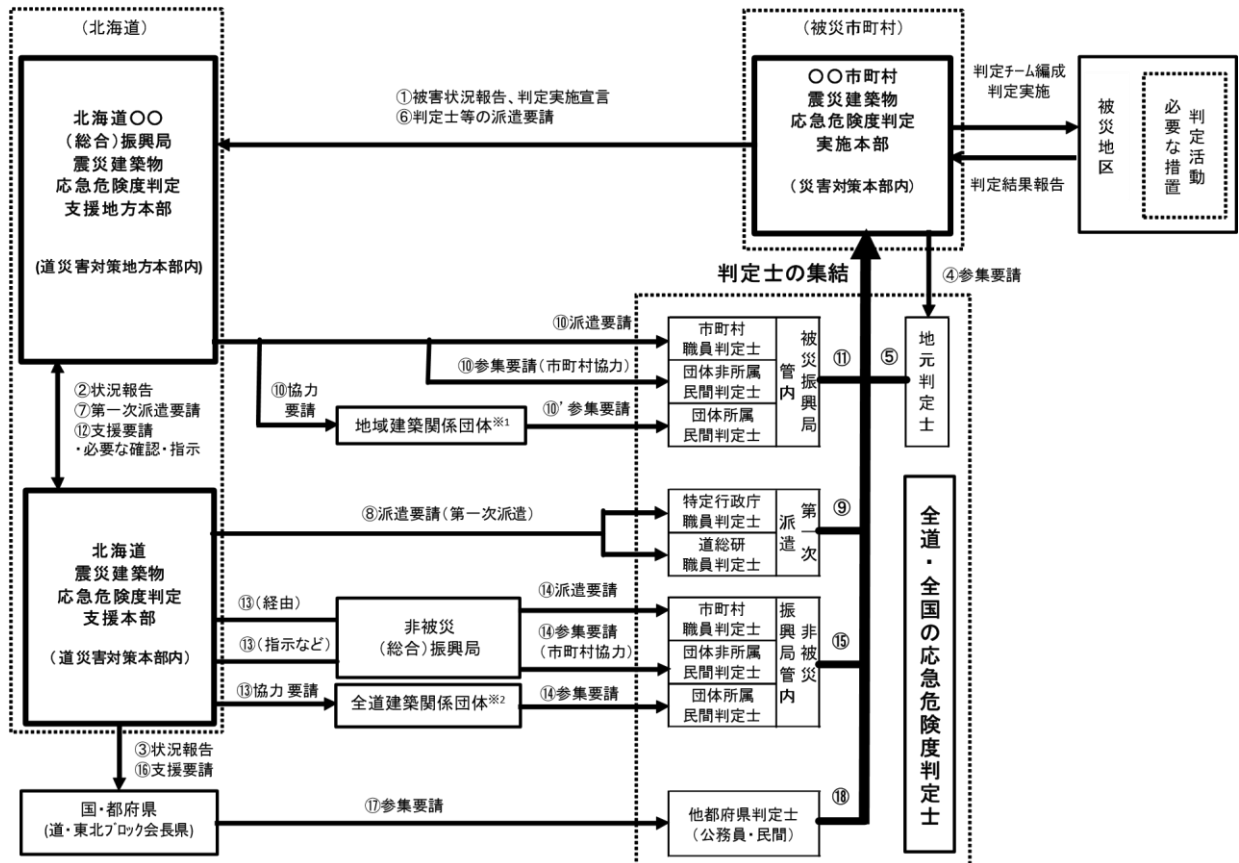 (北海道)
北海道〇〇
(総合)振興局
震災建築物
応急危険度判定
支援地方本部
(道災害対策地方本部内)
①被害状況報告、判定実施宣言
⑥判定士等の派遣要請
(被災市町村)
〇〇市町村
震災建築物
応急危険度判定
実施本部
(災害対策本部内)
判定チーム編成
判定実施
判定結果報告
被災地区
判定活動
必要な措置
判定士の集結
④参集要請
⑩派遣要請
⑩参集要請(市町村協力)
⑩協力
要請
地域建築関係団体※1
⑩’参集要請
市町村
職員判定士
団体非所属
民間判定士
団体所属
民間判定士
被災振興局
管内
⑪
⑤
地元判定士
②状況報告
⑦第一次派遣要請
⑫支援要請
・必要な確認・指示
北海道
震災建築物
応急危険度判定
支援本部
(道災害対策本部内)
⑧派遣要請(第一次派遣)
特定行政庁
職員判定士
道総研
職員判定士
第一次
派遣
⑨
⑬(経由)
⑬(指示など)
非被災
(総合)振興局
⑭派遣要請
⑭参集要請
(市町村協力)
⑬協力要請
全道建築関係団体※2
⑭参集要請
市町村
職員判定士
団体非所属
民間判定士
団体所属
民間判定士
非被災
振興局管内
⑮
全道・全国の応急危険度判定士
③状況報告
⑯支援要請
国・都府県
(道・東北ブロック会長県)
⑰参集要請
他都府県判定士
(公務員・民間)
⑱